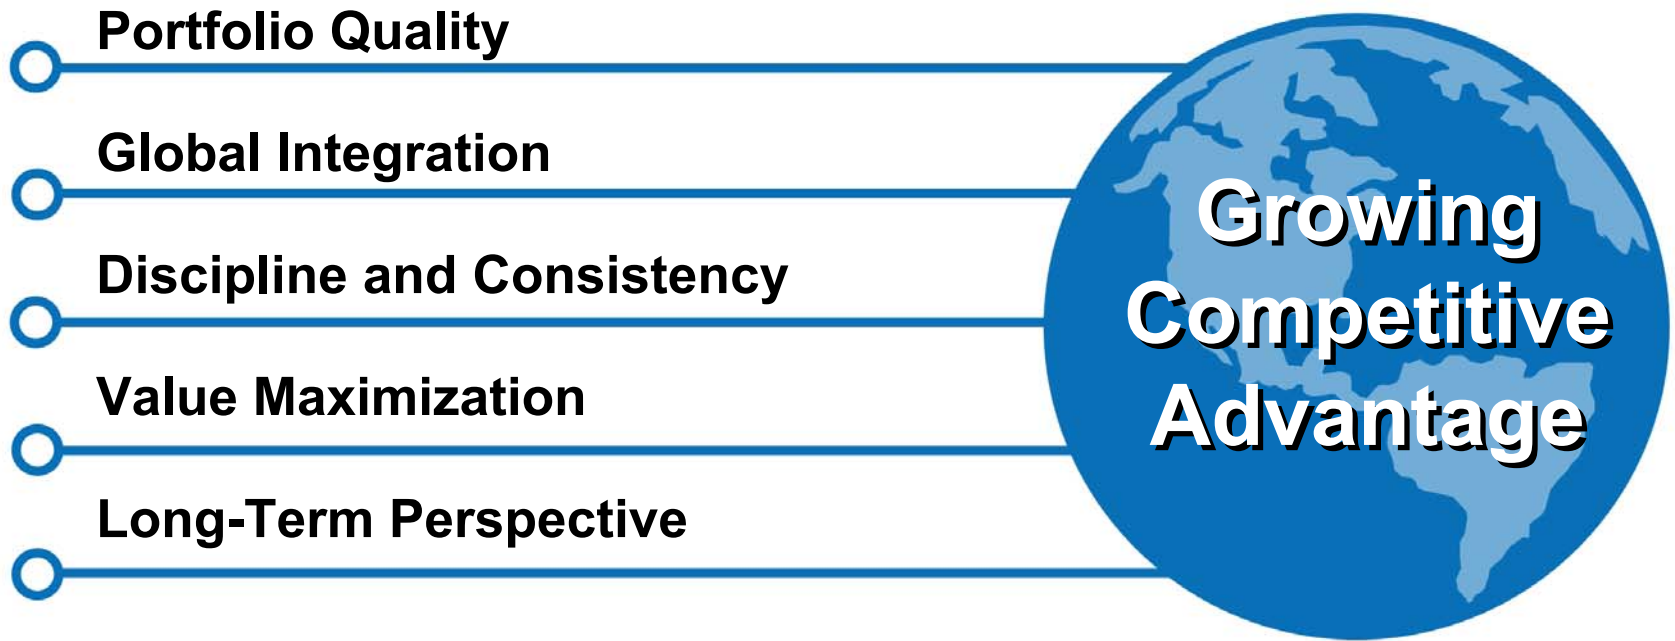 Portfolio Quality
Global Integration
Discipline and Consistency
Value Maximization
Long-Term Perspective
Growing
Competitive
Advantage